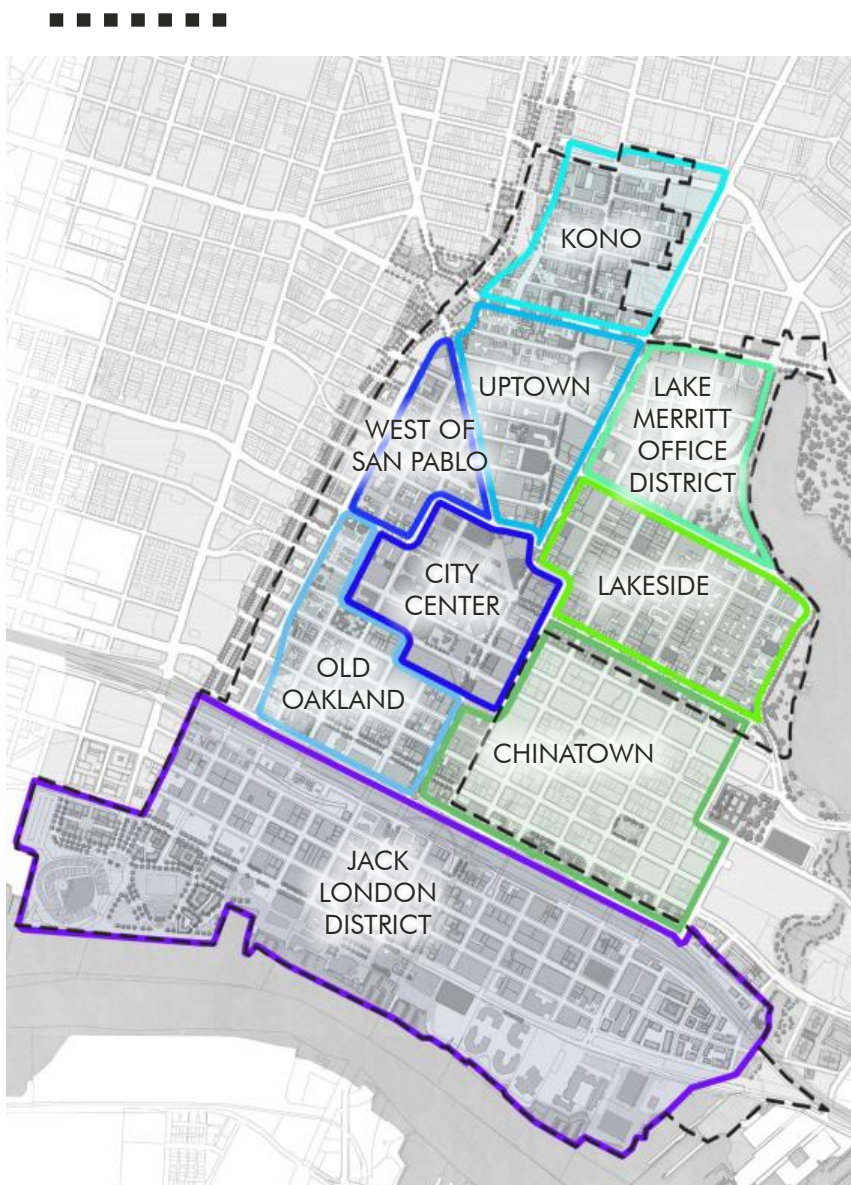 KONO
UPTOWN
LAKE
MERRITT
OFFICE
DISTRICT
WEST OF
SAN PABLO
CITY
CENTER
LAKESIDE
OLD
OAKLAND
CHINATOWN
JACK
LONDON
DISTRICT